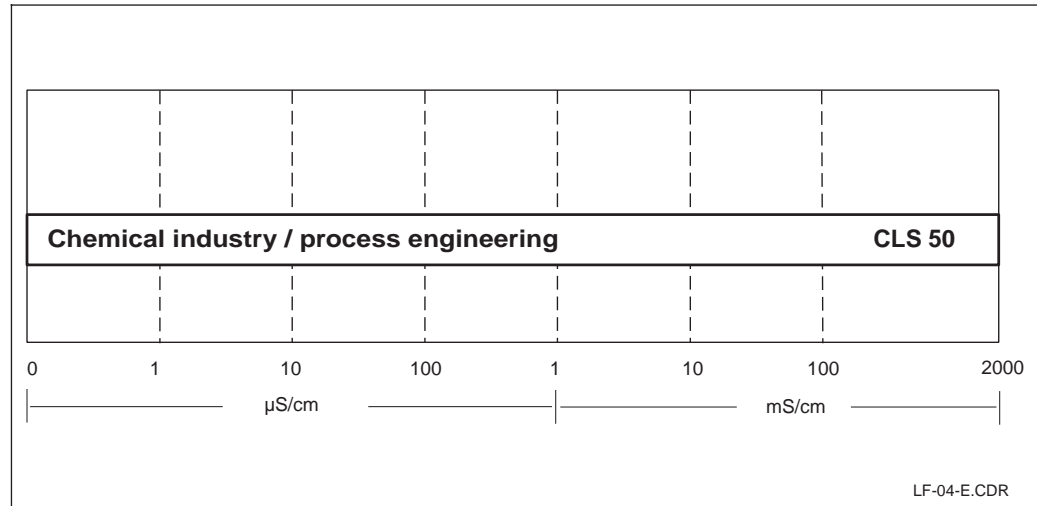 Chemical industry / process engineering CLS 50
0 1 10 100 1 10 100 2000
µS/cm mS/cm
LF-04-E.CDR